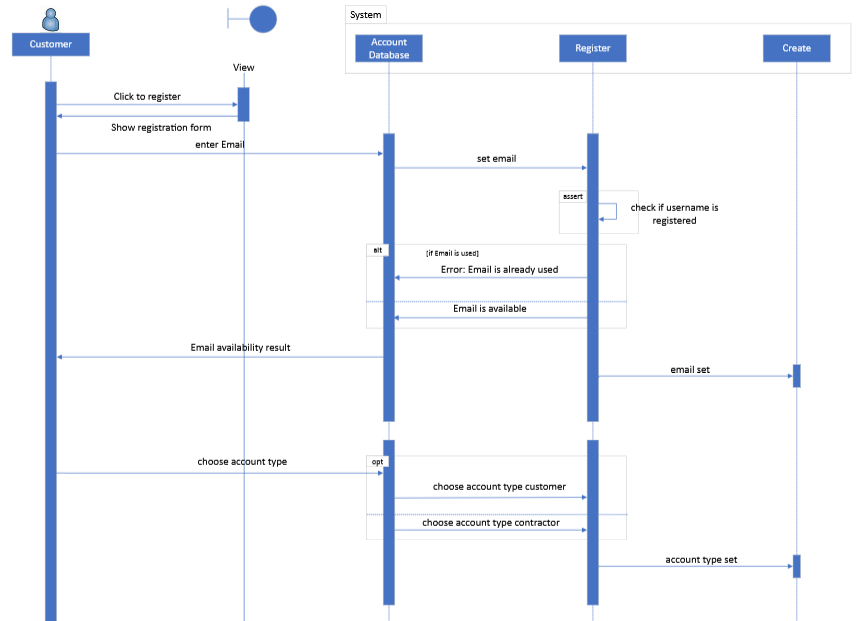 System
Customer
Account
Database
Register
Create
View
Click to register
Show registration form
enter Email
set email
assert
check if username is
registered
alt
[if Email is used]
Error: Email is already used
Email is available
Email availability result
email set
choose account type
opt
choose account type customer
choose account type contractor
account type set